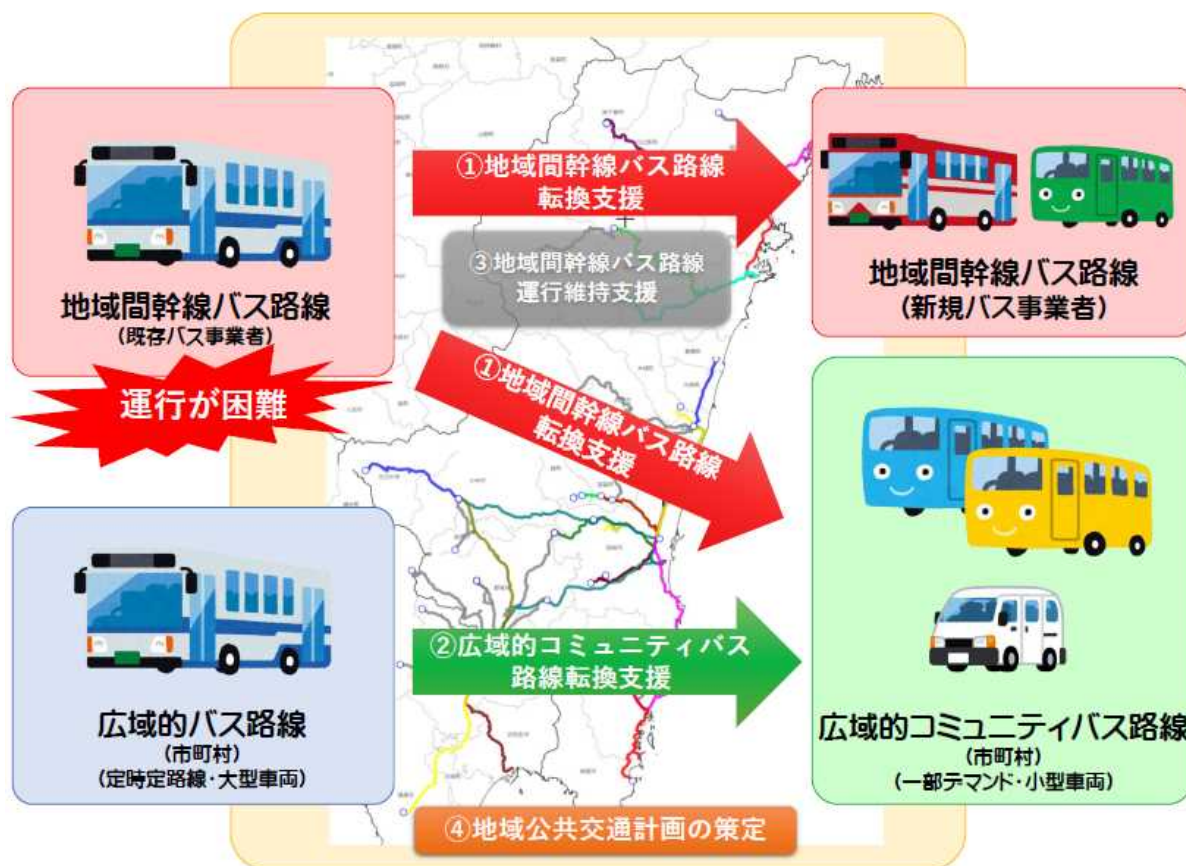 地域間幹線バス路線
(既存バス事業者)
運行が困難
広域的バス路線
(市町村)
(定時定路線・大型車両)
①地域間幹線バス路線
転換支援
③地域間幹線バス路線
運行維持支援
①地域間幹線バス路線
転換支援
②広域的コミュニティバス
路線転換支援
④地域公共交通計画の策定
地域間幹線バス路線
(新規バス事業者)
広域的コミュニティバス路線
(市町村)
(一部デマンド・小型車両)